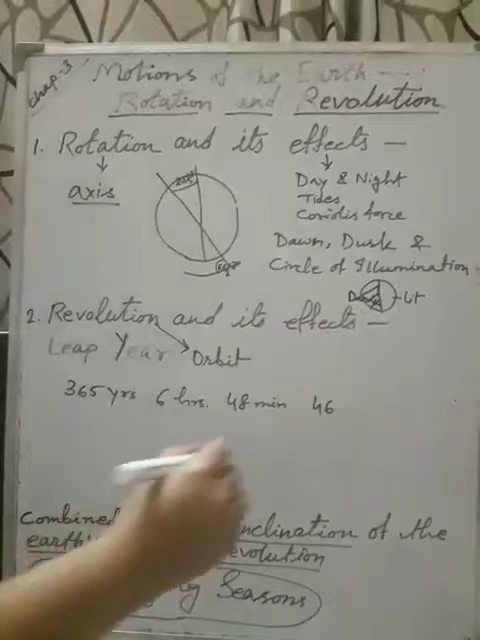 Chap-3
Motions of the Earth —
Rotation and Revolution
1. Rotation and its effects —
axis
Day & Night
Tides
Coriolis force
Dawn, Dusk &
Circle of Illumination
2. Revolution and its effects —
Leap Year
Orbit
365 yrs 6 hrs. 48 min 46
Combined
inclination of the
earth's
evolution
Seasons